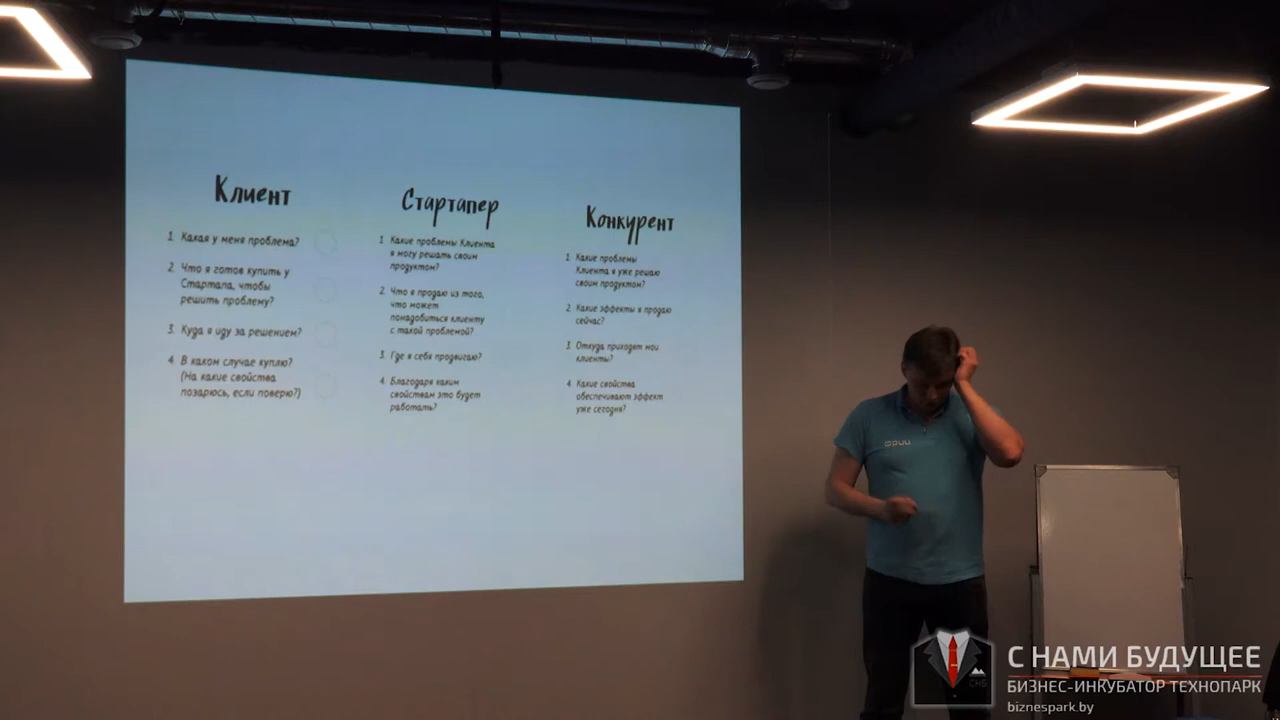 Клиент
1. Какая у меня проблема?
2. Что я готов купить у
Стартапа, чтобы
решить проблему?
3. Куда я иду за решением?
4. В каком случае куплю?
(На какие свойства
позарюсь, если поверю?)
Стартапер
1. Какие проблемы Клиента
я могу решать своим
продуктом?
2. Что я продаю из того,
что может
понадобиться клиенту
с такой проблемой?
3. Где я себя продвигаю?
4. Благодаря каким
свойствам это будет
работать?
Конкурент
1. Какие проблемы
Клиента я уже решаю
своим продуктом?
2. Какие эффекты я продаю
сейчас?
3. Откуда приходят мои
клиенты?
4. Какие свойства
обеспечивают эффект
уже сегодня?
СНБ
С НАМИ БУДУЩЕЕ
БИЗНЕС-ИНКУБАТОР ТЕХНОПАРК
biznespark.by